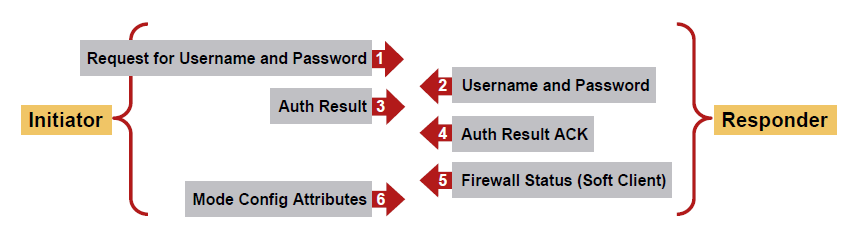 Request for Username and Password 1
2 Username and Password
Auth Result 3
Initiator
Responder
4 Auth Result ACK
5 Firewall Status (Soft Client)
Mode Config Attributes 6